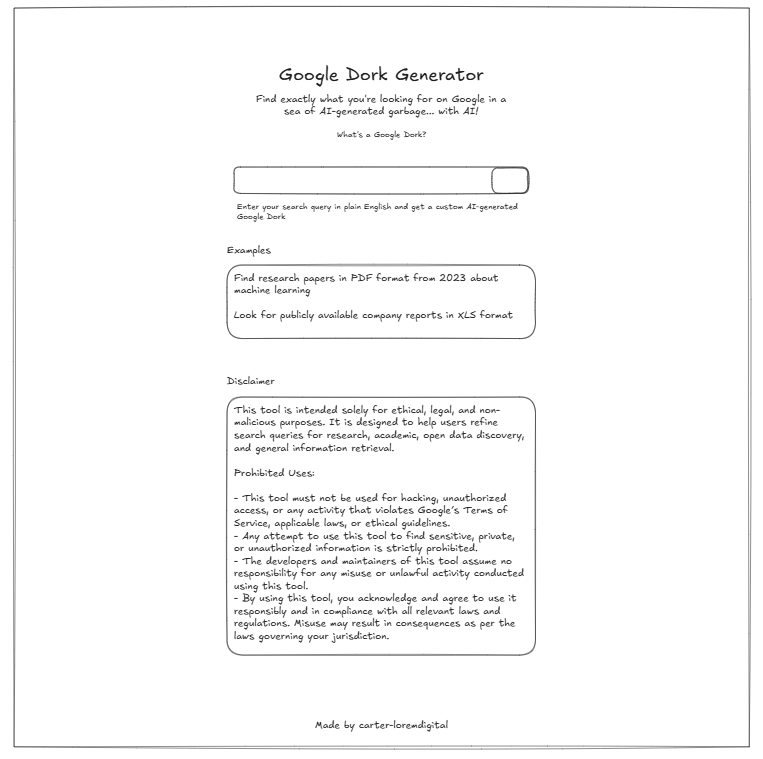 Google Dork Generator
Find exactly what you're looking for on Google in a
sea of AI-generated garbage... with AI!
What's a Google Dork?
Enter your search query in plain English and get a custom AI-generated
Google Dork
Examples
Find research papers in PDF format from 2023 about
machine learning
Look for publicly available company reports in XLS format
Disclaimer
This tool is intended solely for ethical, legal, and non-
malicious purposes. It is designed to help users refine
search queries for research, academic, open data discovery,
and general information retrieval.
Prohibited Uses:
- This tool must not be used for hacking, unauthorized
access, or any activity that violates Google's Terms of
Service, applicable laws, or ethical guidelines.
- Any attempt to use this tool to find sensitive, private,
or unauthorized information is strictly prohibited.
- The developers and maintainers of this tool assume no
responsibility for any misuse or unlawful activity conducted
using this tool.
- By using this tool, you acknowledge and agree to use it
responsibly and in compliance with all relevant laws and
regulations. Misuse may result in consequences as per the
laws governing your jurisdiction.
Made by carter-loremdigital